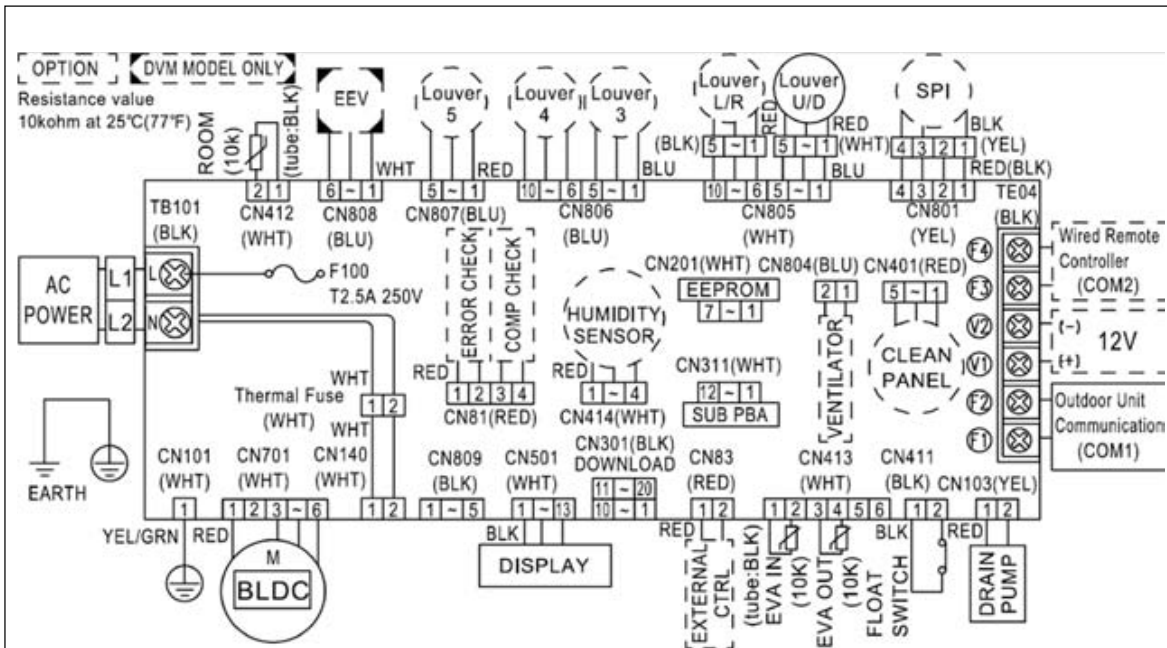 OPTION
DVM MODEL ONLY
Resistance value
10kohm at 25℃(77℉)
ROOM
(10k)
(tube:BLK)
2 1
CN412
(WHT)
EEV
WHT
6 ~ 1
CN808
(BLU)
Louver
5
RED
5 ~ 1
CN807(BLU)
Louver
4
Louver
3
BLU
10 ~ 6 5 ~ 1
CN806
(BLU)
Louver
L/R
RED
(BLK)
5 ~ 1
Louver
U/D
RED
(WHT)
5 ~ 1
BLU
10 ~ 6 5 ~ 1
CN805
(WHT)
SPI
BLK
(YEL)
4 3 2 1
RED(BLK)
4 3 2 1
CN801
(YEL)
TE04
(BLK)
TB101
(BLK)
AC
POWER
L1
L2
L
N
F100
T2.5A 250V
ERROR CHECK
COMP CHECK
RED
1 2 3 4
CN81(RED)
HUMIDITY
SENSOR
RED
1 ~ 4
CN414(WHT)
CN201(WHT)
EEPROM
7 ~ 1
CN311(WHT)
12 ~ 1
SUB PBA
CN804(BLU)
2 1
VENTILATOR
CN401(RED)
5 ~ 1
CLEAN
PANEL
F4
F3
V2
V1
F2
F1
Wired Remote
Controller
(COM2)
(-)
12V
(+)
Outdoor Unit
Communications
(COM1)
WHT
Thermal Fuse
(WHT)
1 2
WHT
EARTH
CN101
(WHT)
1
YEL/GRN
CN701
(WHT)
1 2 3 ~ 6
RED
M
BLDC
CN140
(WHT)
1 2
CN809
(BLK)
1 ~ 5
CN501
(WHT)
1 ~ 13
BLK
DISPLAY
CN301(BLK)
DOWNLOAD
11 ~ 20
10 ~ 1
CN83
(RED)
1 2
RED
EXTERNAL
CTRL
CN413
(WHT)
1 2 3 4 5 6
(tube:BLK)
EVA IN
(10K)
EVA OUT
(10K)
FLOAT
SWITCH
CN411
(BLK)
1 2
BLK
CN103(YEL)
1 2
RED
DRAIN
PUMP